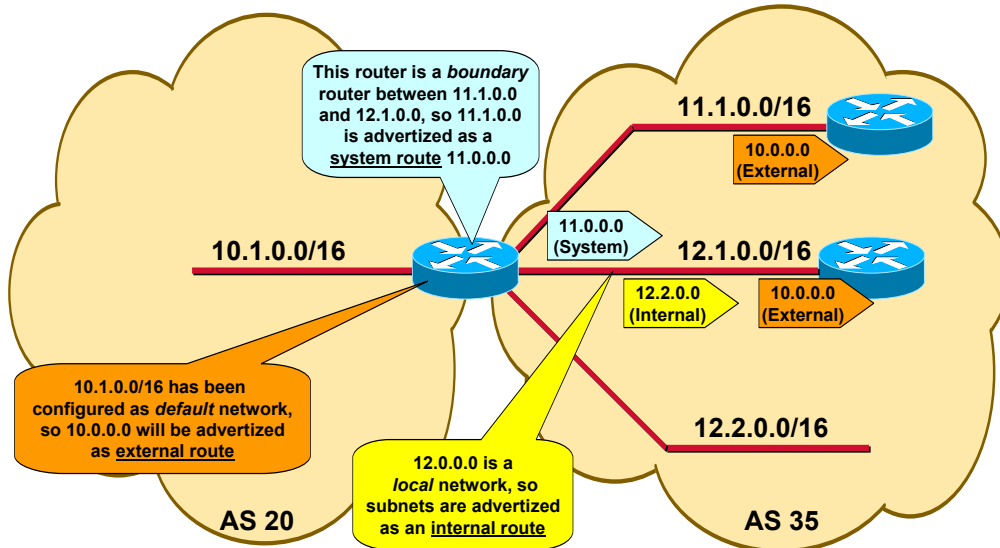 This router is a boundary
router between 11.1.0.0
and 12.1.0.0, so 11.1.0.0
is advertized as a
system route 11.0.0.0
11.1.0.0/16
10.0.0.0
(External)
11.0.0.0
(System)
10.1.0.0/16
12.1.0.0/16
12.2.0.0
(Internal)
10.0.0.0
(External)
10.1.0.0/16 has been
configured as default network,
so 10.0.0.0 will be advertized
as external route
12.2.0.0/16
12.0.0.0 is a
local network, so
subnets are advertized
as an internal route
AS 20
AS 35